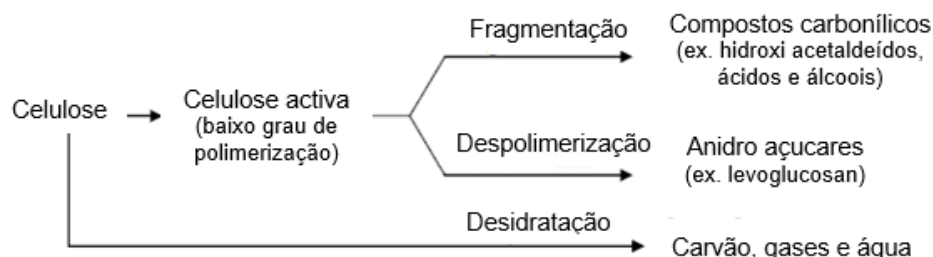 Fragmentação
Compostos carbonílicos
(ex. hidroxi acetaldeídos,
ácidos e álcoois)
Celulose
Celulose activa
(baixo grau de
polimerização)
Despolimerização
Anidro açucares
(ex. levoglucosan)
Desidratação
Carvão, gases e água